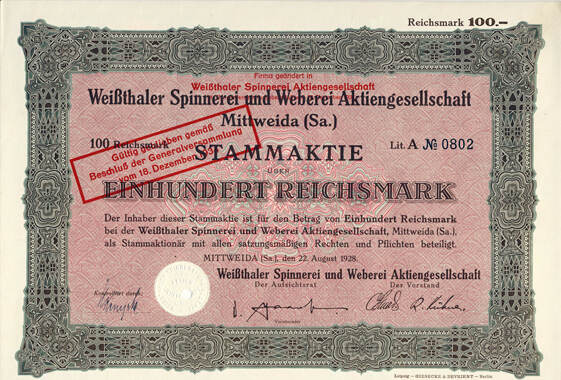 Reichsmark 100.–
Firma geändert in
Weißthaler Spinnerei Aktiengesellschaft
Weißthaler Spinnerei und Weberei Aktiengesellschaft
Mittweida (Sa.)
100 Reichsmark
Lit. A № 0802
Gültig geblieben gemäß
Beschluß der Generalversammlung
vom 18. Dezember
STAMMAKTIE
ÜBER
EINHUNDERT REICHSMARK
Der Inhaber dieser Stammaktie ist für den Betrag von Einhundert Reichsmark
bei der Weißthaler Spinnerei und Weberei Aktiengesellschaft, Mittweida (Sa.),
als Stammaktionär mit allen satzungsmäßigen Rechten und Pflichten beteiligt.
MITTWEIDA (Sa.), den 22. August 1928.
Weißthaler Spinnerei und Weberei Aktiengesellschaft
Der Aufsichtsrat Der Vorstand
Kontrolliert durch:
Vorsitzender
Leipzig – GIESECKE & DEVRIENT – Berlin